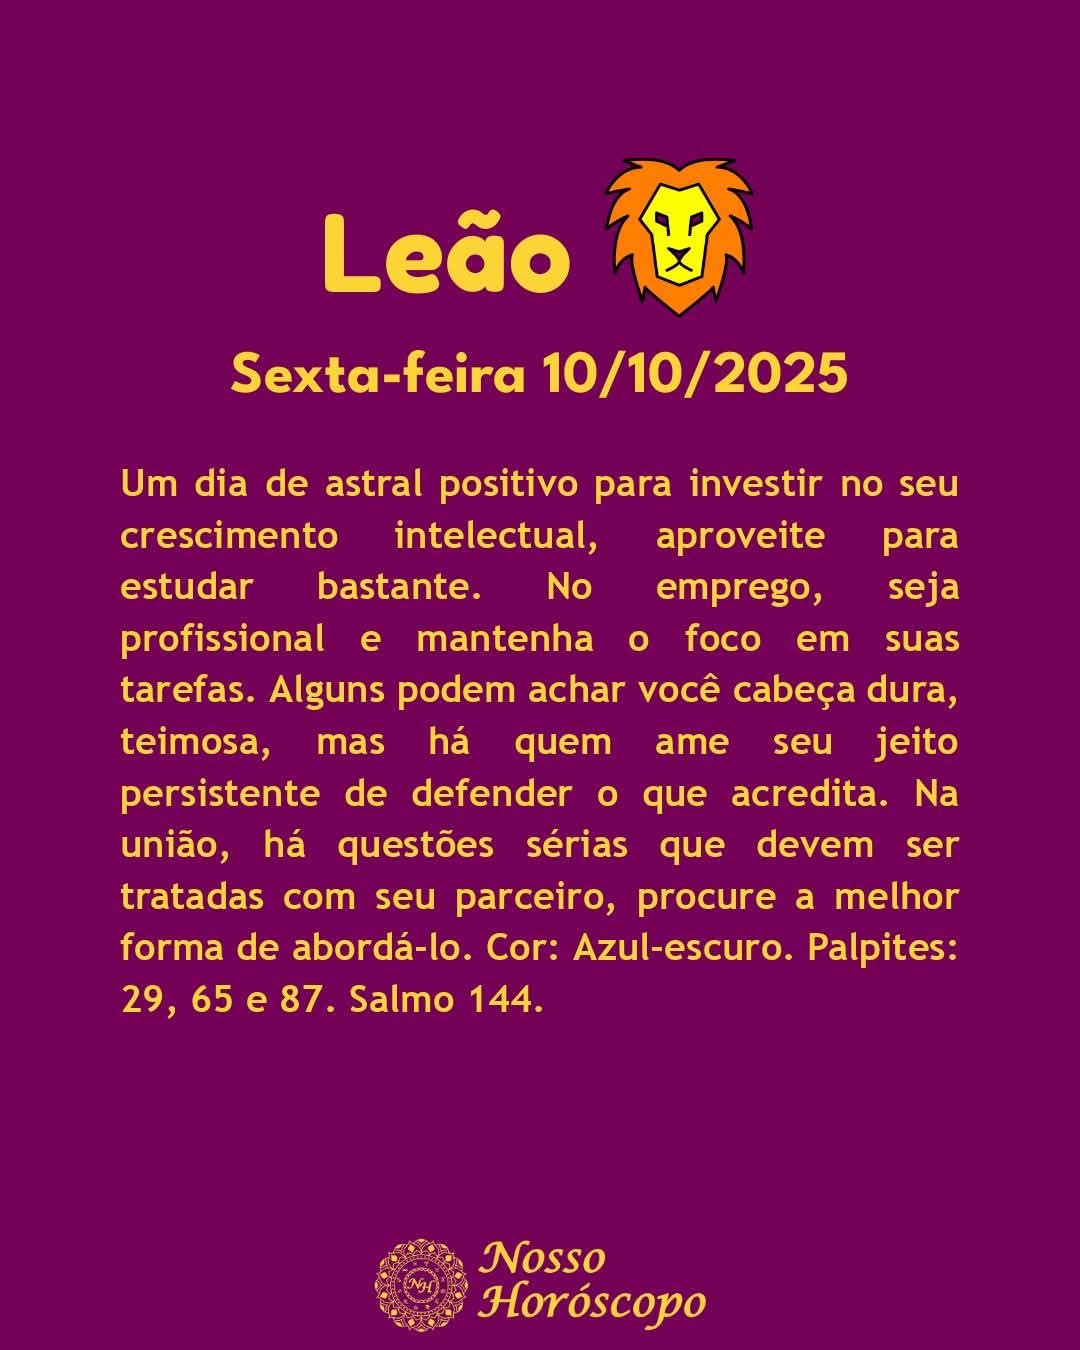 Leão
Sexta-feira 10/10/2025
Um dia de astral positivo para investir no seu
crescimento intelectual, aproveite para
estudar bastante. No emprego, seja
profissional e mantenha o foco em suas
tarefas. Alguns podem achar você cabeça dura,
teimosa, mas há quem ame seu jeito
persistente de defender o que acredita. Na
união, há questões sérias que devem ser
tratadas com seu parceiro, procure a melhor
forma de abordá-lo. Cor: Azul-escuro. Palpites:
29, 65 e 87. Salmo 144.
NH
Nosso
Horóscopo